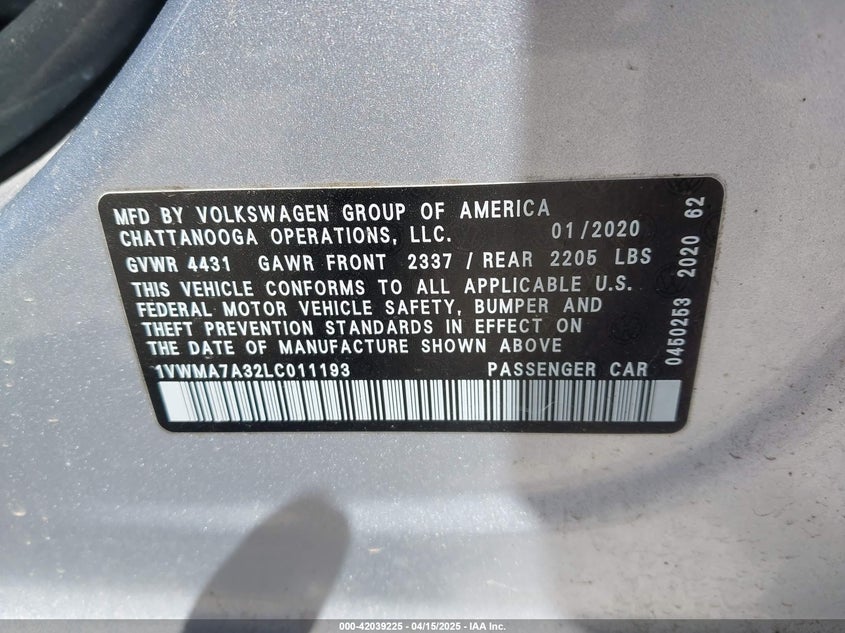 MFD BY VOLKSWAGEN GROUP OF AMERICA
CHATTANOOGA OPERATIONS, LLC. 01/2020
GVWR 4431 GAWR FRONT 2337 / REAR 2205 LBS
THIS VEHICLE CONFORMS TO ALL APPLICABLE U.S.
FEDERAL MOTOR VEHICLE SAFETY, BUMPER AND
THEFT PREVENTION STANDARDS IN EFFECT ON
THE DATE OF MANUFACTURE SHOWN ABOVE
1VWMA7A32LC011193 PASSENGER CAR
0450253 2020 62
000-42039225 - 04/15/2025 - IAA Inc.